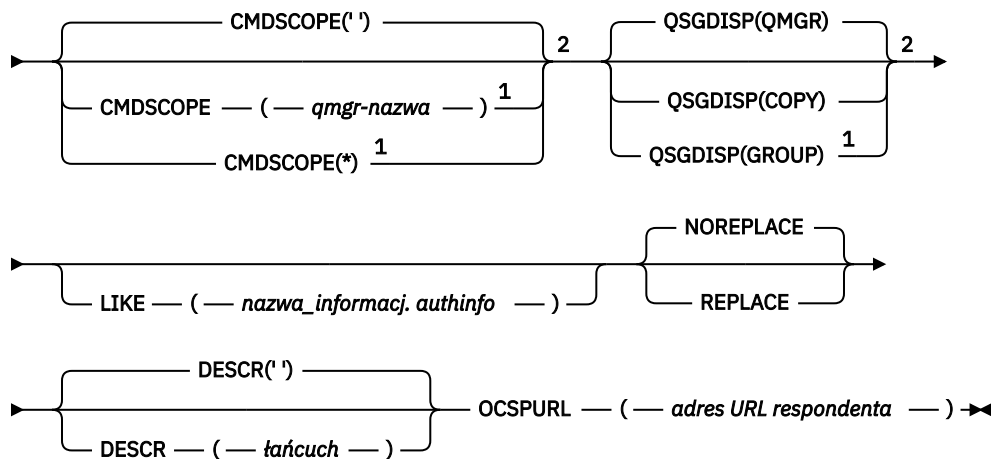 CMDSCOPE(' ') QSGDISP(QMGR)
2 2
CMDSCOPE ( qmgr-nazwa ) 1 QSGDISP(COPY)
CMDSCOPE(*) 1 QSGDISP(GROUP) 1
NOREPLACE
LIKE ( nazwa_informacj. authinfo ) REPLACE
DESCR(' ')
OCSPURL ( adres URL respondenta )
DESCR ( łańcuch )